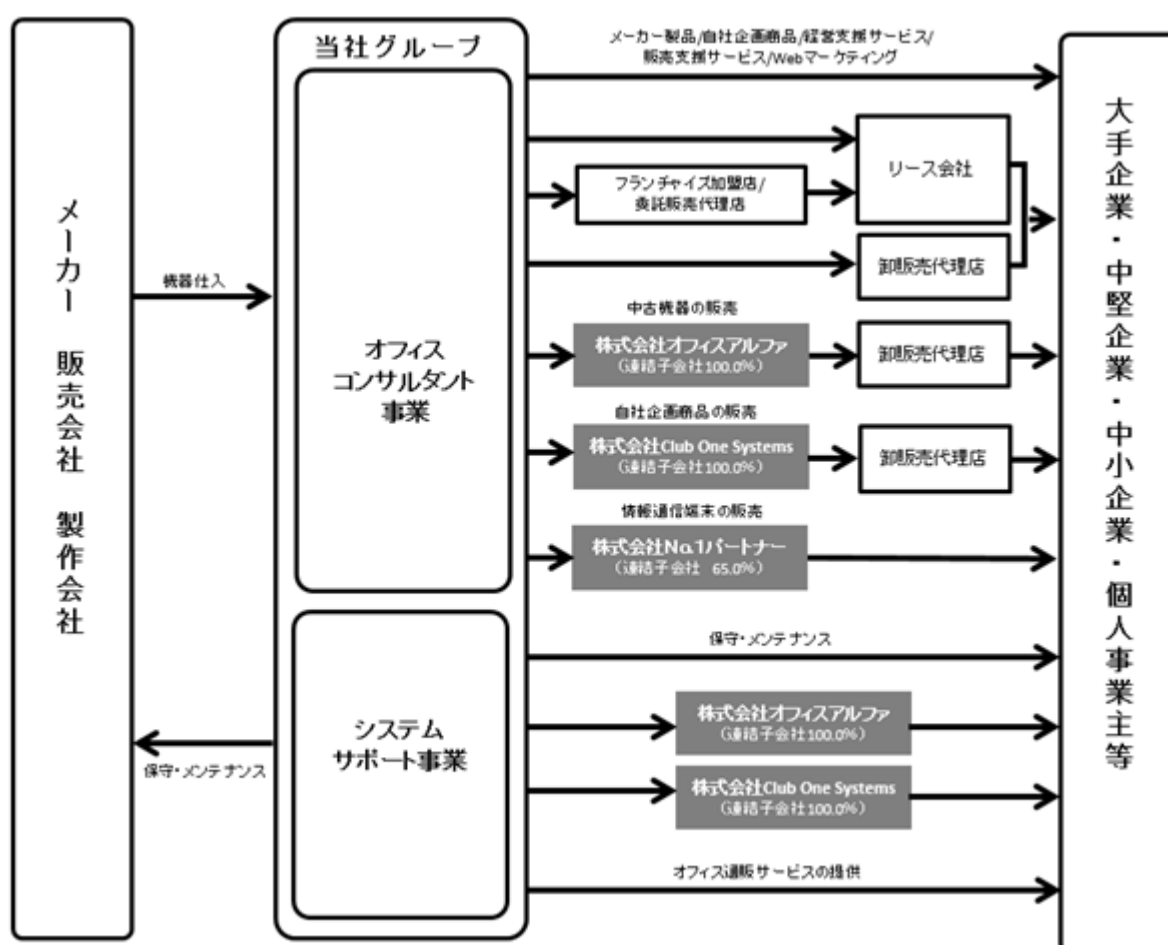 メーカー 販売会社 製作会社
機器仕入
保守・メンテナンス
当社グループ
オフィス
コンサルタント
事業
システム
サポート事業
メーカー製品/自社企画商品/経営支援サービス/
販売支援サービス/Webマーケティング
フランチャイズ加盟店/
委託販売代理店
リース会社
卸販売代理店
中古機器の販売
株式会社オフィスアルファ
(連結子会社100.0%)
卸販売代理店
自社企画商品の販売
株式会社Club One Systems
(連結子会社100.0%)
卸販売代理店
情報通信端末の販売
株式会社No.1パートナー
(連結子会社 65.0%)
保守・メンテナンス
株式会社オフィスアルファ
(連結子会社100.0%)
株式会社Club One Systems
(連結子会社100.0%)
オフィス通販サービスの提供
大手企業・中堅企業・中小企業・個人事業主等